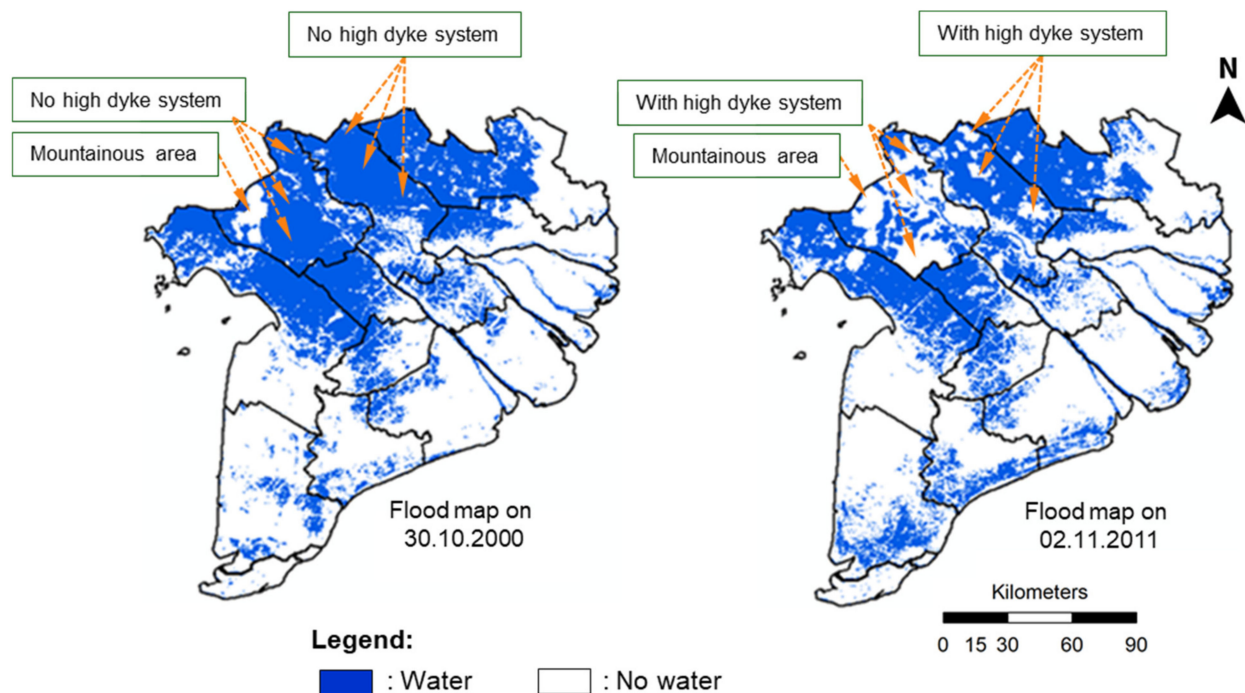 No high dyke system
With high dyke system
N
No high dyke system
With high dyke system
Mountainous area
Mountainous area
Flood map on
30.10.2000
Flood map on
02.11.2011
Kilometers
0 15 30 60 90
Legend:
: Water : No water